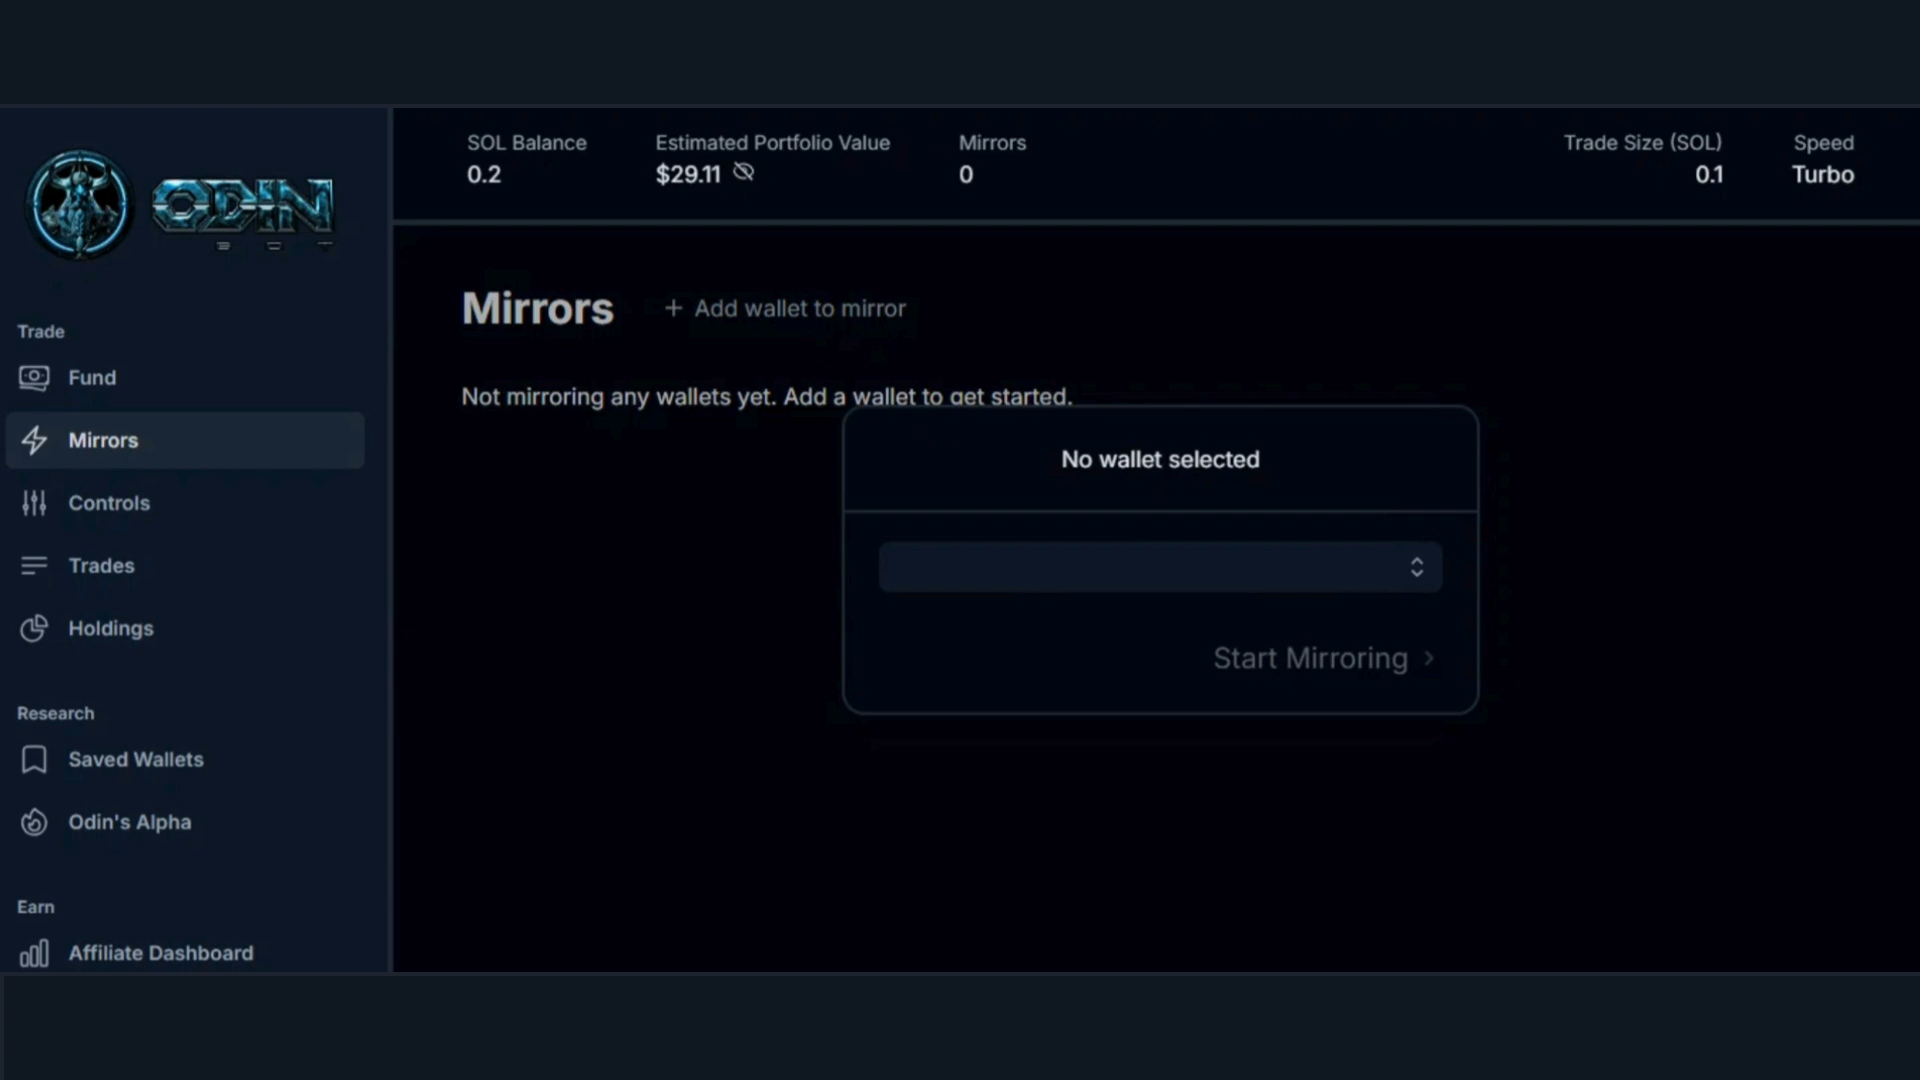 ODIN
BOT
SOL Balance
0.2
Estimated Portfolio Value
$29.11
Mirrors
0
Trade Size (SOL)
0.1
Speed
Turbo
Trade
Fund
Mirrors
Controls
Trades
Holdings
Research
Saved Wallets
Odin's Alpha
Earn
Affiliate Dashboard
Mirrors
+ Add wallet to mirror
Not mirroring any wallets yet. Add a wallet to get started.
No wallet selected
Start Mirroring